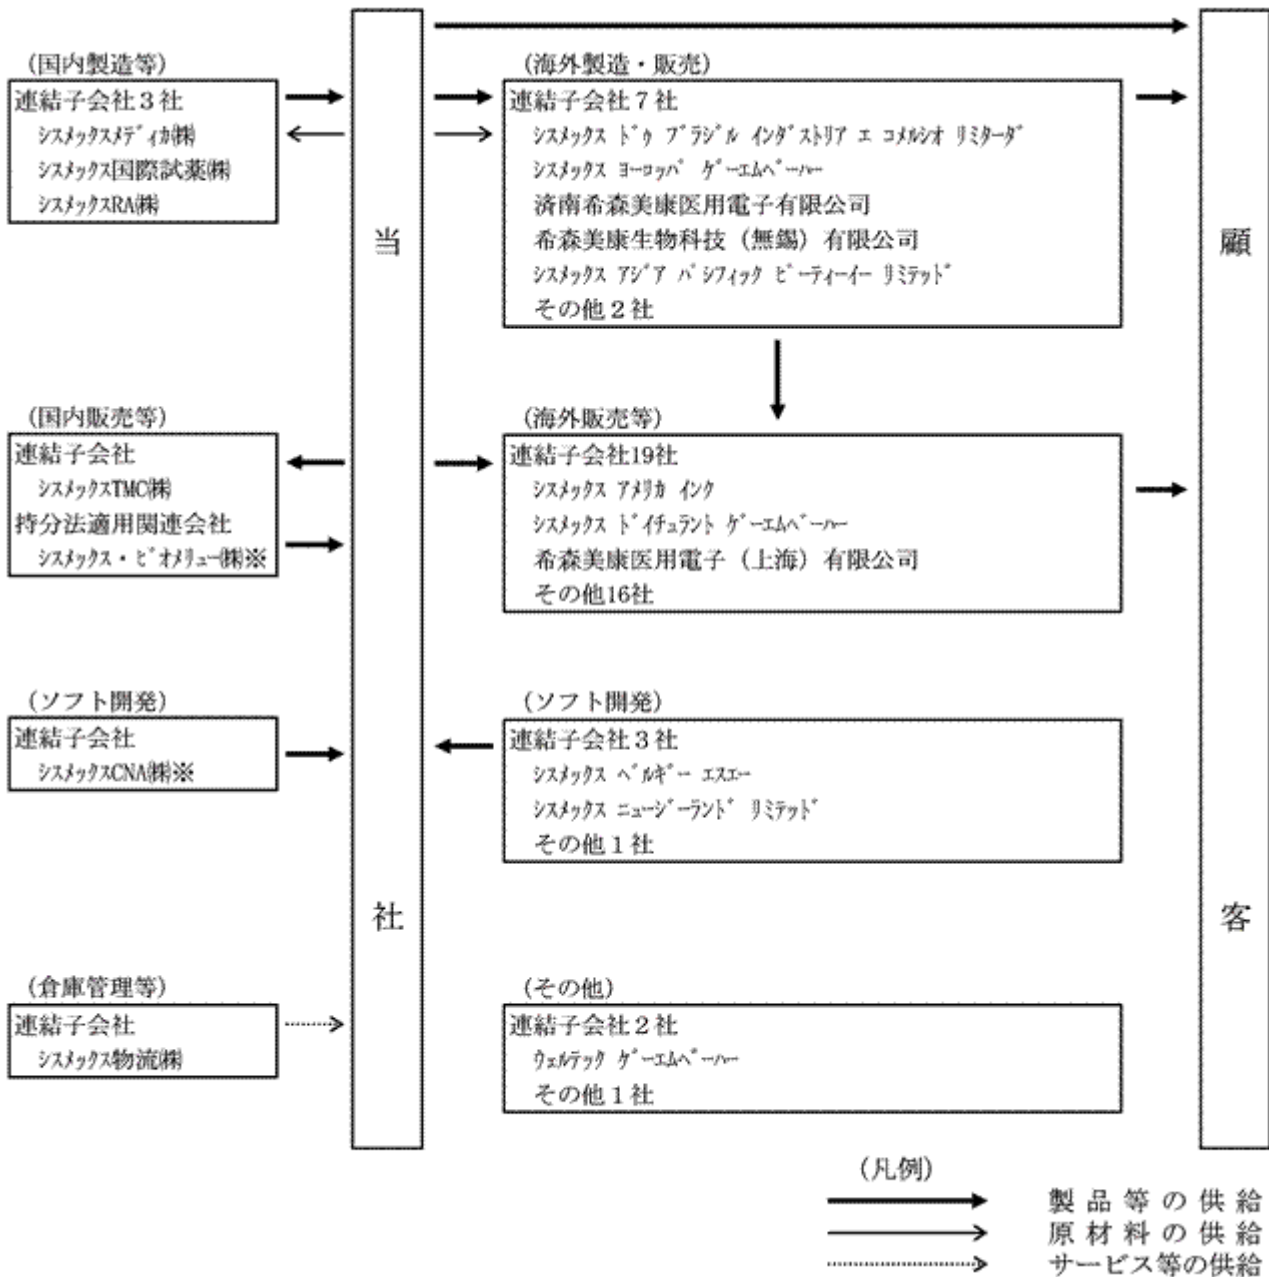 (国内製造等)
連結子会社３社
ｼｽﾒｯｸｽﾒﾃﾞｨｶ㈱
ｼｽﾒｯｸｽ国際試薬㈱
ｼｽﾒｯｸｽRA㈱
(国内販売等)
連結子会社
ｼｽﾒｯｸｽTMC㈱
持分法適用関連会社
ｼｽﾒｯｸｽ・ﾋﾞｵﾒﾘｭｰ㈱※
(ソフト開発)
連結子会社
ｼｽﾒｯｸｽCNA㈱※
(倉庫管理等)
連結子会社
ｼｽﾒｯｸｽ物流㈱
当
社
(海外製造・販売)
連結子会社７社
ｼｽﾒｯｸｽ ﾄﾞｩ ﾌﾞﾗｼﾞﾙ ｲﾝﾀﾞｽﾄﾘｱ ｴ ｺﾒﾙｼｵ ﾘﾐﾀｰﾀﾞ
ｼｽﾒｯｸｽ ﾖｰﾛｯﾊﾟ ｹﾞｰｴﾑﾍﾞｰﾊｰ
済南希森美康医用電子有限公司
希森美康生物科技（無錫）有限公司
ｼｽﾒｯｸｽ ｱｼﾞｱ ﾊﾟｼﾌｨｯｸ ﾋﾟｰﾃｨｰｲｰ ﾘﾐﾃｯﾄﾞ
その他２社
(海外販売等)
連結子会社19社
ｼｽﾒｯｸｽ ｱﾒﾘｶ ｲﾝｸ
ｼｽﾒｯｸｽ ﾄﾞｲﾁｭラﾝﾄ ｹﾞｰｴﾑﾍﾞｰﾊｰ
希森美康医用電子（上海）有限公司
その他16社
(ソフト開発)
連結子会社３社
ｼｽﾒｯｸｽ ﾍﾞﾙｷﾞｰ ｴｽｴｰ
ｼｽﾒｯｸｽ ﾆｭｰｼﾞｰﾗﾝﾄﾞ ﾘﾐﾃｯﾄﾞ
その他１社
(その他)
連結子会社２社
ｳｪﾙﾃｯｸ ｹﾞｰｴﾑﾍﾞｰﾊｰ
その他１社
顧
客
(凡例)
製品等の供給
原材料の供給
サービス等の供給